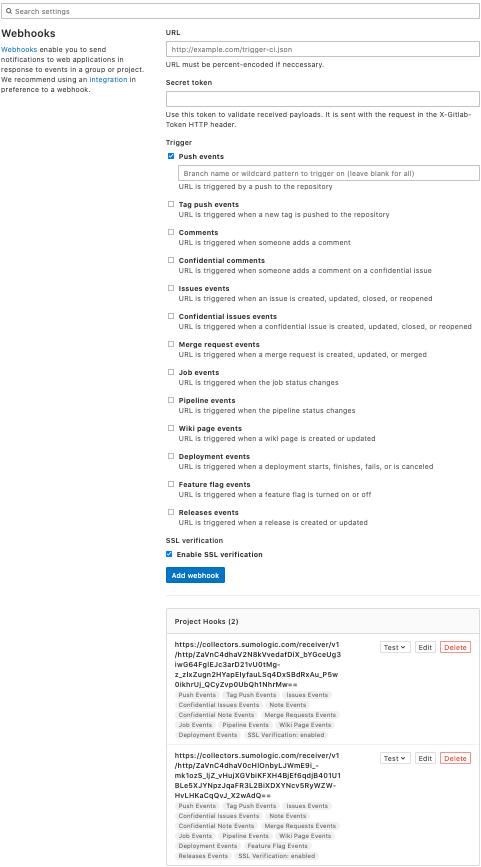 Search settings
Webhooks
Webhooks enable you to send
notifications to web applications in
response to events in a group or project.
We recommend using an integration in
preference to a webhook.
URL
http://example.com/trigger-ci.json
URL must be percent-encoded if neccessary.
Secret token
Use this token to validate received payloads. It is sent with the request in the X-Gitlab-
Token HTTP header.
Trigger
Push events
Branch name or wildcard pattern to trigger on (leave blank for all)
URL is triggered by a push to the repository
Tag push events
URL is triggered when a new tag is pushed to the repository
Comments
URL is triggered when someone adds a comment
Confidential comments
URL is triggered when someone adds a comment on a confidential issue
Issues events
URL is triggered when an issue is created, updated, closed, or reopened
Confidential issues events
URL is triggered when a confidential issue is created, updated, closed, or reopened
Merge request events
URL is triggered when a merge request is created, updated, or merged
Job events
URL is triggered when the job status changes
Pipeline events
URL is triggered when the pipeline status changes
Wiki page events
URL is triggered when a wiki page is created or updated
Deployment events
URL is triggered when a deployment starts, finishes, fails, or is canceled
Feature flag events
URL is triggered when a feature flag is turned on or off
Releases events
URL is triggered when a release is created or updated
SSL verification
Enable SSL verification
Add webhook
Project Hooks (2)
https://collectors.sumologic.com/receiver/v1
Test Edit Delete
Push Events Tag Push Events Issues Events
Confidential Issues Events Note Events
Confidential Note Events Merge Requests Events
Job Events Pipeline Events Wiki Page Events
Deployment Events SSL Verification: enabled
https://collectors.sumologic.com/receiver/v1
Test Edit Delete
Push Events Tag Push Events Issues Events
Confidential Issues Events Note Events
Confidential Note Events Merge Requests Events
Job Events Pipeline Events Wiki Page Events
Deployment Events Feature Flag Events
Releases Events SSL Verification: enabled